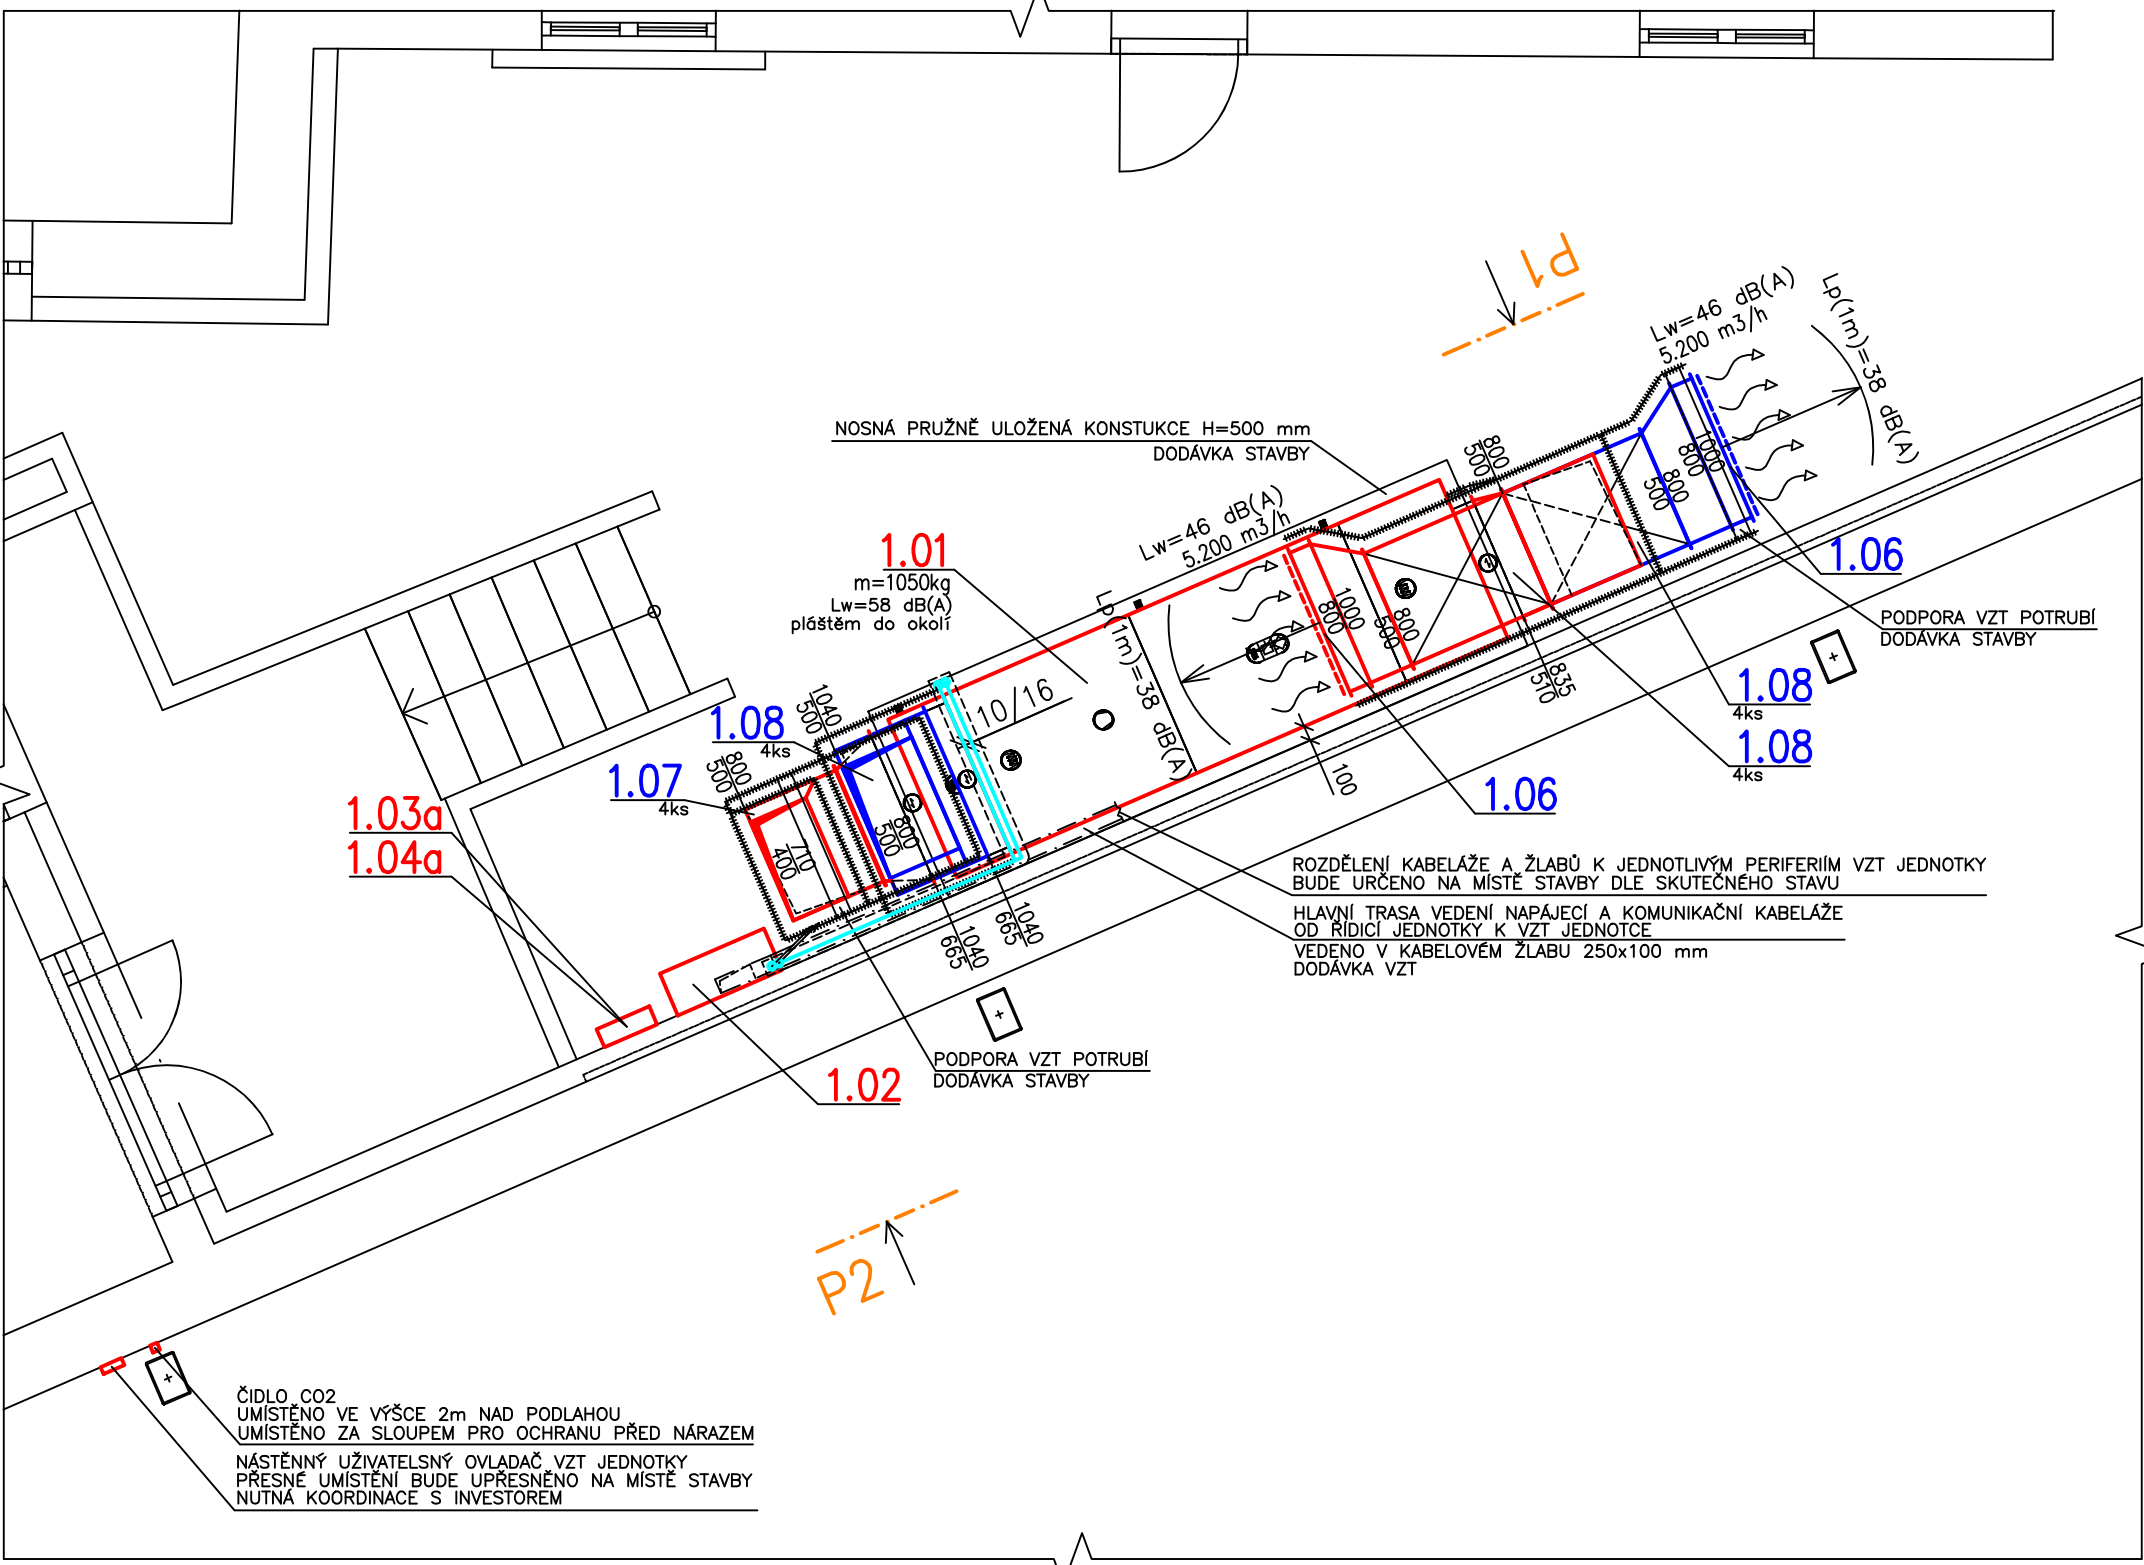 P1
Lw=46 dB(A)
5.200 m3/h
Lp(1m)=38 dB(A)
NOSNÁ PRUŽNĚ ULOŽENÁ KONSTUKCE H=500 mm
DODÁVKA STAVBY
800
500
1000
800
800
500
Lw=46 dB(A)
5.200 m3/h
1.01
m=1050kg
Lw=58 dB(A)
pláštěm do okolí
1.06
PODPORA VZT POTRUBÍ
DODÁVKA STAVBY
Lp(1m)=38 dB(A)
1000
800
800
500
835
510
1.08
4ks
1.08
4ks
1.06
100
10/16
1040
500
1.08
4ks
800
500
1.07
4ks
800
500
710
400
1.03a
1.04a
ROZDĚLENÍ KABELÁŽE A ŽLABŮ K JEDNOTLIVÝM PERIFERIÍM VZT JEDNOTKY
BUDE URČENO NA MÍSTĚ STAVBY DLE SKUTEČNÉHO STAVU
HLAVNÍ TRASA VEDENÍ NAPÁJECÍ A KOMUNIKAČNÍ KABELÁŽE
OD ŘÍDICÍ JEDNOTKY K VZT JEDNOTCE
VEDENO V KABELOVÉM ŽLABU 250x100 mm
DODÁVKA VZT
1040
665
1040
665
PODPORA VZT POTRUBÍ
DODÁVKA STAVBY
1.02
P2
ČIDLO CO2
UMÍSTĚNO VE VÝŠCE 2m NAD PODLAHOU
UMÍSTĚNO ZA SLOUPEM PRO OCHRANU PŘED NÁRAZEM
NÁSTĚNNÝ UŽIVATELSNÝ OVLADAČ VZT JEDNOTKY
PŘESNÉ UMÍSTĚNÍ BUDE UPŘESNĚNO NA MÍSTĚ STAVBY
NUTNÁ KOORDINACE S INVESTOREM